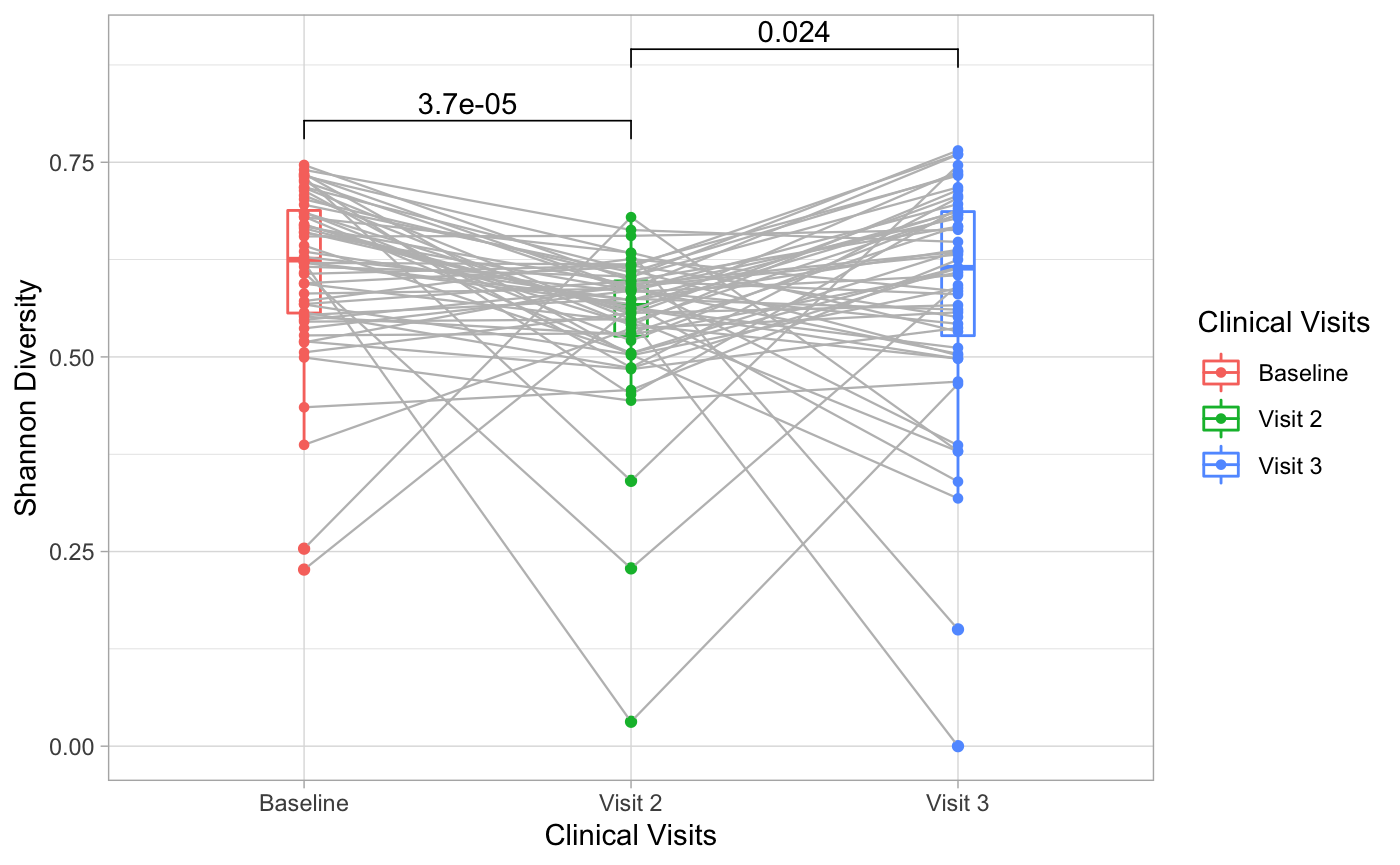 0.024
3.7e-05
0.75
0.50
0.25
0.00
Shannon Diversity
Baseline
Visit 2
Visit 3
Clinical Visits
Clinical Visits
Baseline
Visit 2
Visit 3